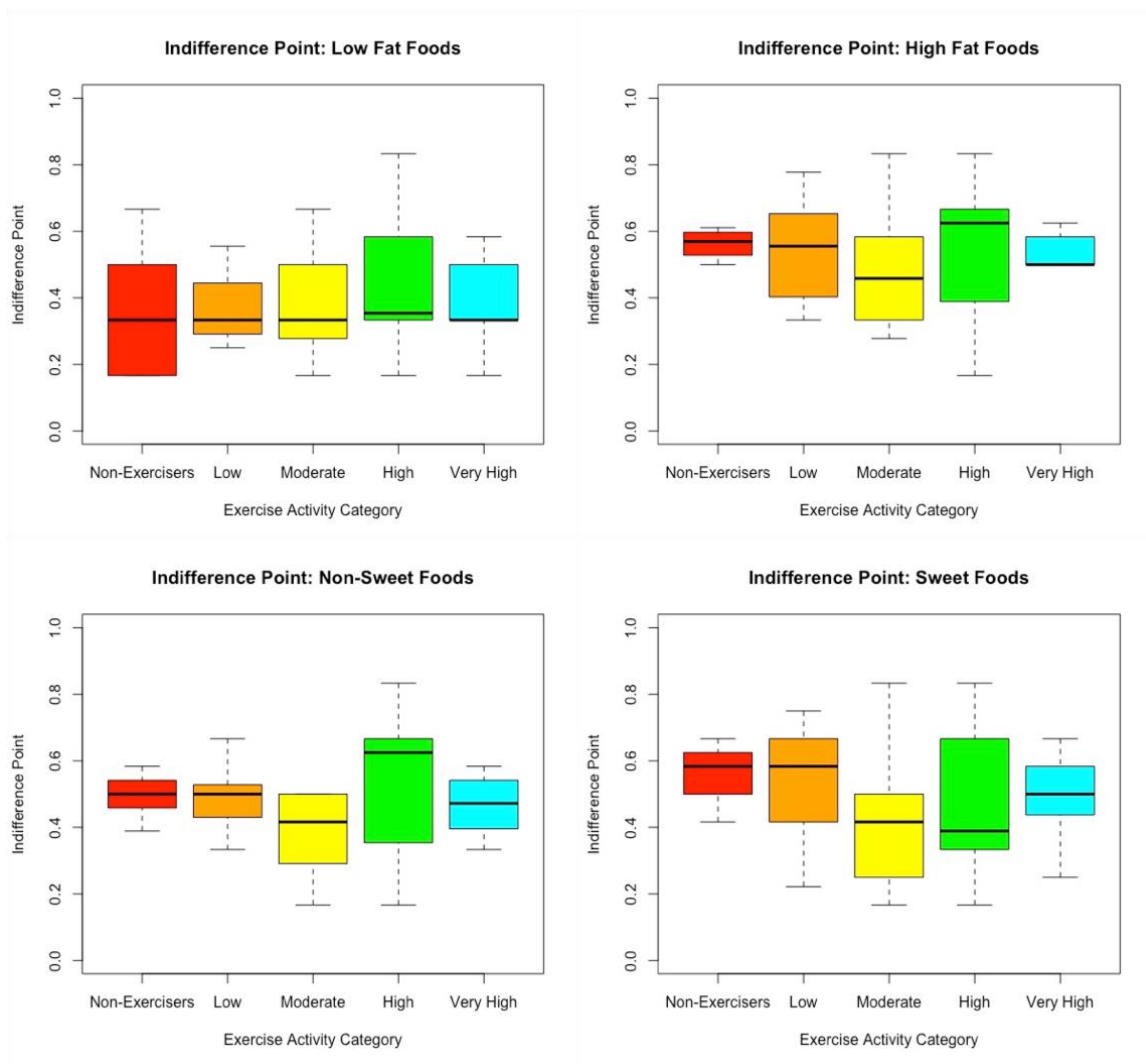 Indifference Point: Low Fat Foods
Indifference Point
1.0
0.8
0.6
0.4
0.2
0.0
Non-Exercisers Low Moderate High Very High
Exercise Activity Category
Indifference Point: High Fat Foods
Indifference Point
1.0
0.8
0.6
0.4
0.2
0.0
Non-Exercisers Low Moderate High Very High
Exercise Activity Category
Indifference Point: Non-Sweet Foods
Indifference Point
1.0
0.8
0.6
0.4
0.2
0.0
Non-Exercisers Low Moderate High Very High
Exercise Activity Category
Indifference Point: Sweet Foods
Indifference Point
1.0
0.8
0.6
0.4
0.2
0.0
Non-Exercisers Low Moderate High Very High
Exercise Activity Category